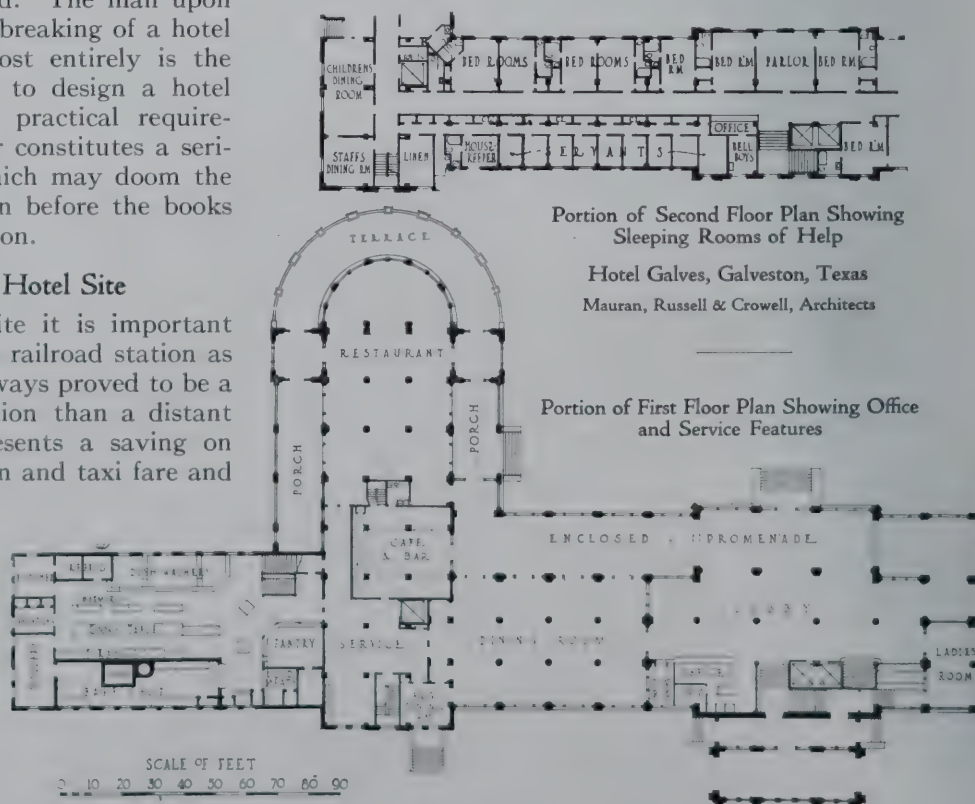 The man upon
breaking of a hotel
ost entirely is the
to design a hotel
practical require-
r constitutes a seri-
hich may doom the
n before the books
on.
Hotel Site
ite it is important
railroad station as
ways proved to be a
ion than a distant
esents a saving on
n and taxi fare and
CHILDRENS
DINING
ROOM
BED ROOMS
BED ROOMS
BED
RM
BED R'M
PARLOR
BED RM
STAFFS
DINING RM
LINEN
HOUSE
KEEPER
SERVANTS
OFFICE
BELL
BOYS
BED R'M
Portion of Second Floor Plan Showing
Sleeping Rooms of Help
Hotel Galves, Galveston, Texas
Mauran, Russell & Crowell, Architects
Portion of First Floor Plan Showing Office
and Service Features
TERRACE
RESTAURANT
PORCH
PORCH
CAFE
& BAR
ENCLOSED PROMENADE
LOBBY
DINING ROOM
SERVICE
PANTRY
LADIES
ROOM
SCALE OF FEET
0 10 20 30 40 50 60 70 80 90